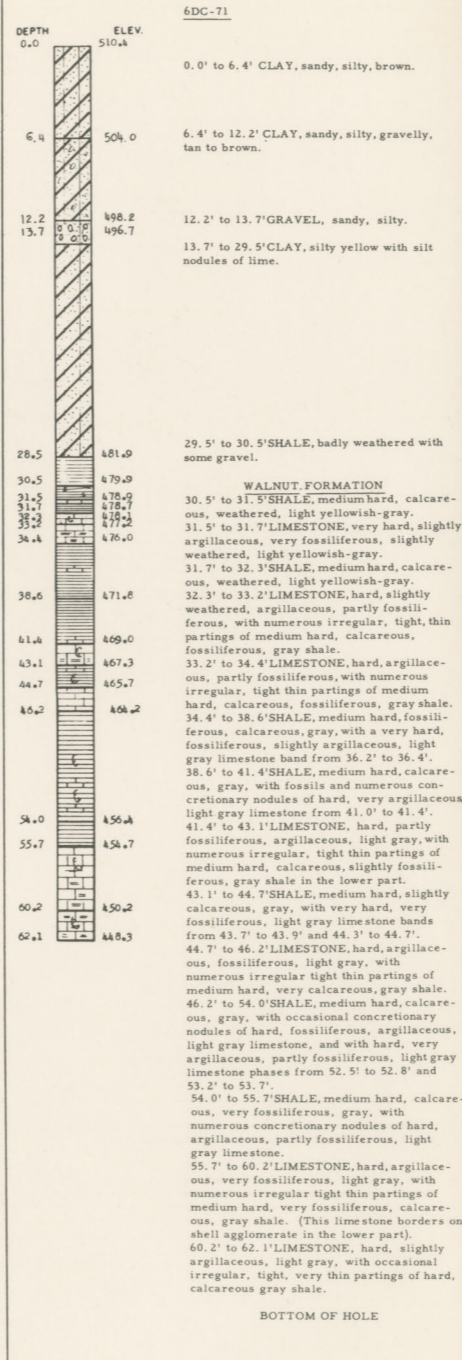 6DC-71
DEPTH ELEV.
0.0 510.4
0.0' to 6.4' CLAY, sandy, silty, brown.
6.4 504.0
6.4' to 12.2' CLAY, sandy, silty, gravelly,
tan to brown.
12.2 498.2
12.2' to 13.7' GRAVEL, sandy, silty.
13.7 496.7
13.7' to 29.5' CLAY, silty yellow with silt
nodules of lime.
28.5 481.9
29.5' to 30.5' SHALE, badly weathered with
some gravel.
30.5 479.9
31.5 478.9
31.7 478.7
32.3 478.1
33.2 477.2
34.4 476.0
38.6 471.8
41.4 469.0
43.1 467.3
44.7 465.7
46.2 464.2
54.0 456.4
55.7 454.7
60.2 450.2
62.1 448.3
WALNUT FORMATION
30.5' to 31.5' SHALE, medium hard, calcare-
ous, weathered, light yellowish-gray.
31.5' to 31.7' LIMESTONE, very hard, slightly
argillaceous, very fossiliferous, slightly
weathered, light yellowish-gray.
31.7' to 32.3' SHALE, medium hard, calcare-
ous, weathered, light yellowish-gray.
32.3' to 33.2' LIMESTONE, hard, slightly
weathered, argillaceous, partly fossili-
ferous, with numerous irregular, tight, thin
partings of medium hard, calcareous,
fossiliferous, gray shale.
33.2' to 34.4' LIMESTONE, hard, argillace-
ous, partly fossiliferous, with numerous
irregular, tight thin partings of medium
hard, calcareous, fossiliferous, gray shale.
34.4' to 38.6' SHALE, medium hard, fossili-
ferous, calcareous, gray, with a very hard,
fossiliferous, slightly argillaceous, light
gray limestone band from 36.2' to 36.4'.
38.6' to 41.4' SHALE, medium hard, calcare-
ous, gray, with fossils and numerous con-
cretionary nodules of hard, very argillaceous
light gray limestone from 41.0' to 41.4'.
41.4' to 43.1' LIMESTONE, hard, partly
fossiliferous, argillaceous, light gray, with
numerous irregular, tight thin partings of
medium hard, calcareous, slightly fossili-
ferous, gray shale in the lower part.
43.1' to 44.7' SHALE, medium hard, slightly
calcareous, gray, with very hard, very
fossiliferous, light gray limestone bands
from 43.7' to 43.9' and 44.3' to 44.7'.
44.7' to 46.2' LIMESTONE, hard, argillace-
ous, fossiliferous, light gray, with
numerous irregular tight thin partings of
medium hard, very calcareous, gray shale.
46.2' to 54.0' SHALE, medium hard, calcare-
ous, gray, with occasional concretionary
nodules of hard, fossiliferous, argillaceous,
light gray limestone, and with hard, very
argillaceous, partly fossiliferous, light gray
limestone phases from 52.5' to 52.8' and
53.2' to 53.7'.
54.0' to 55.7' SHALE, medium hard, calcare-
ous, very fossiliferous, gray, with
numerous concretionary nodules of hard,
argillaceous, partly fossiliferous, light
gray limestone.
55.7' to 60.2' LIMESTONE, hard, argillace-
ous, very fossiliferous, light gray, with
numerous irregular tight thin partings of
medium hard, very fossiliferous, calcare-
ous, gray shale. (This limestone borders on
shell agglomerate in the lower part).
60.2' to 62.1' LIMESTONE, hard, slightly
argillaceous, light gray, with occasional
irregular, tight, very thin partings of hard,
calcareous gray shale.
BOTTOM OF HOLE